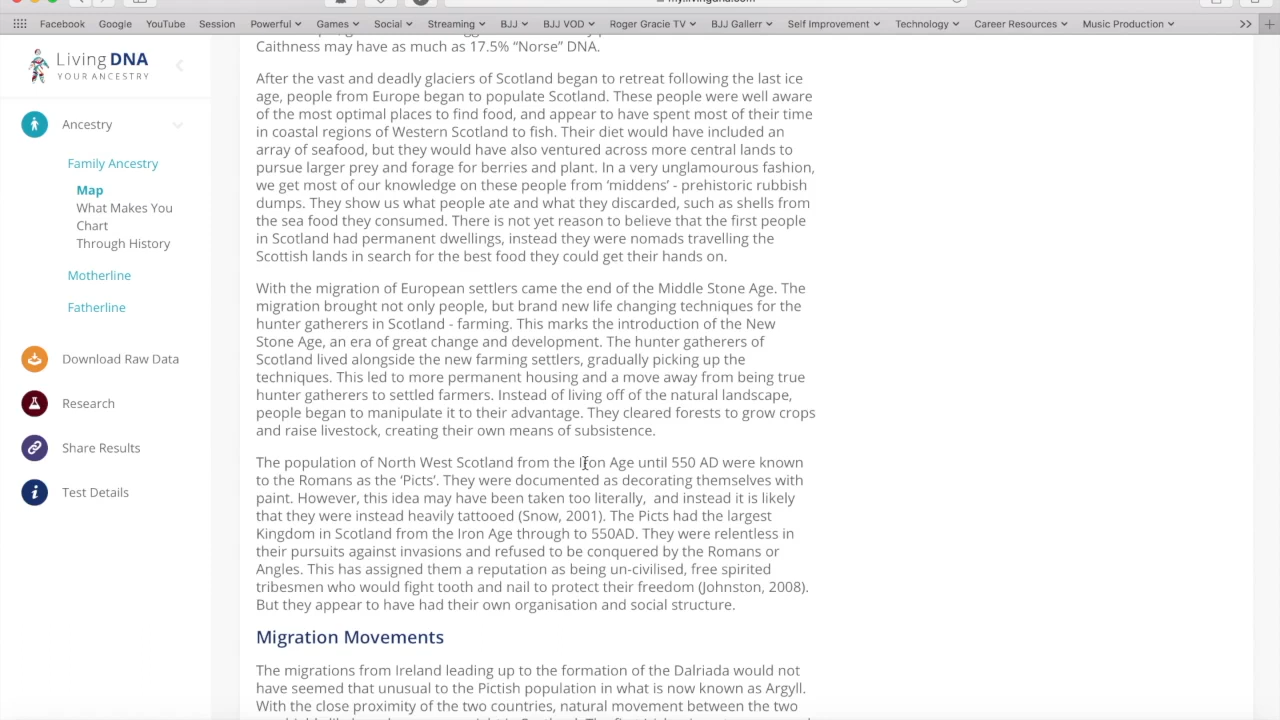 Facebook Google YouTube Session Powerful Games Social Streaming BJJ BJJ VOD Roger Gracie TV BJJ Gallerr Self Improvement Technology Career Resources Music Production
Living DNA
YOUR ANCESTRY
Ancestry
Family Ancestry
Map
What Makes You
Chart
Through History
Motherline
Fatherline
Download Raw Data
Research
Share Results
Test Details
Caithness may have as much as 17.5% “Norse” DNA.
After the vast and deadly glaciers of Scotland began to retreat following the last ice
age, people from Europe began to populate Scotland. These people were well aware
of the most optimal places to find food, and appear to have spent most of their time
in coastal regions of Western Scotland to fish. Their diet would have included an
array of seafood, but they would have also ventured across more central lands to
pursue larger prey and forage for berries and plant. In a very unglamourous fashion,
we get most of our knowledge on these people from ‘middens’ - prehistoric rubbish
dumps. They show us what people ate and what they discarded, such as shells from
the sea food they consumed. There is not yet reason to believe that the first people
in Scotland had permanent dwellings, instead they were nomads travelling the
Scottish lands in search for the best food they could get their hands on.
With the migration of European settlers came the end of the Middle Stone Age. The
migration brought not only people, but brand new life changing techniques for the
hunter gatherers in Scotland - farming. This marks the introduction of the New
Stone Age, an era of great change and development. The hunter gatherers of
Scotland lived alongside the new farming settlers, gradually picking up the
techniques. This led to more permanent housing and a move away from being true
hunter gatherers to settled farmers. Instead of living off of the natural landscape,
people began to manipulate it to their advantage. They cleared forests to grow crops
and raise livestock, creating their own means of subsistence.
The population of North West Scotland from the Iron Age until 550 AD were known
to the Romans as the ‘Picts’. They were documented as decorating themselves with
paint. However, this idea may have been taken too literally,  and instead it is likely
that they were instead heavily tattooed (Snow, 2001). The Picts had the largest
Kingdom in Scotland from the Iron Age through to 550AD. They were relentless in
their pursuits against invasions and refused to be conquered by the Romans or
Angles. This has assigned them a reputation as being un-civilised, free spirited
tribesmen who would fight tooth and nail to protect their freedom (Johnston, 2008).
But they appear to have had their own organisation and social structure.
Migration Movements
The migrations from Ireland leading up to the formation of the Dalriada would not
have seemed that unusual to the Pictish population in what is now known as Argyll.
With the close proximity of the two countries, natural movement between the two